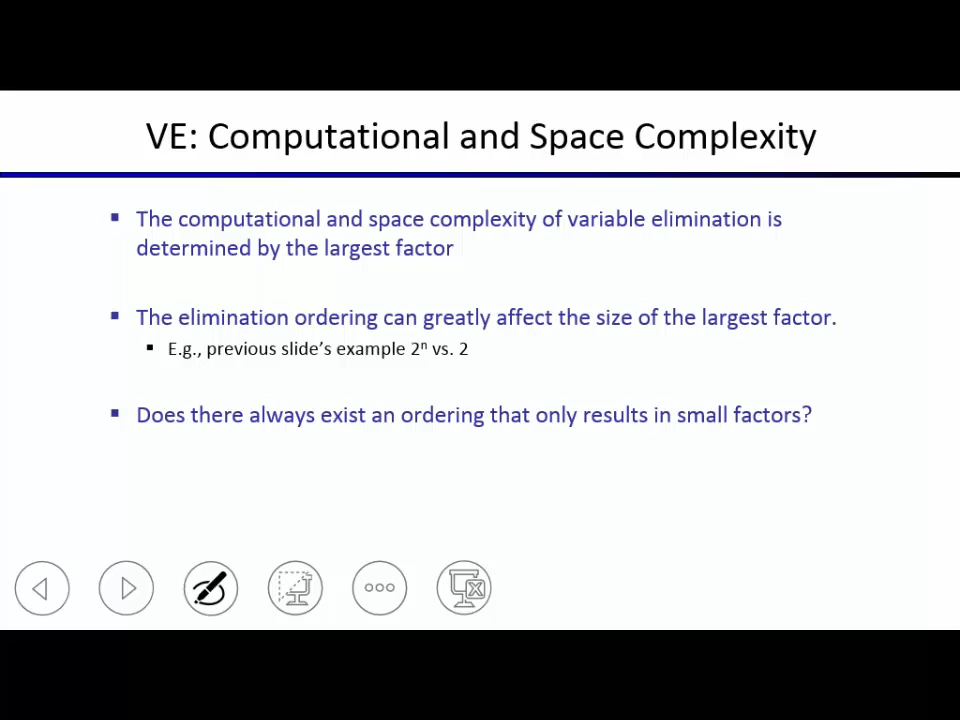 VE: Computational and Space Complexity
The computational and space complexity of variable elimination is
determined by the largest factor
The elimination ordering can greatly affect the size of the largest factor.
E.g., previous slide’s example 2ⁿ vs. 2
Does there always exist an ordering that only results in small factors?